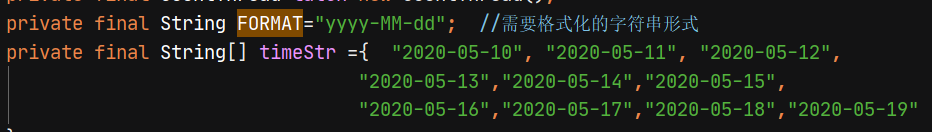 private final String FORMAT="yyyy-MM-dd";  //需要格式化的字符串形式
private final String[] timeStr ={  "2020-05-10", "2020-05-11", "2020-05-12",
"2020-05-13","2020-05-14","2020-05-15",
"2020-05-16","2020-05-17","2020-05-18","2020-05-19"